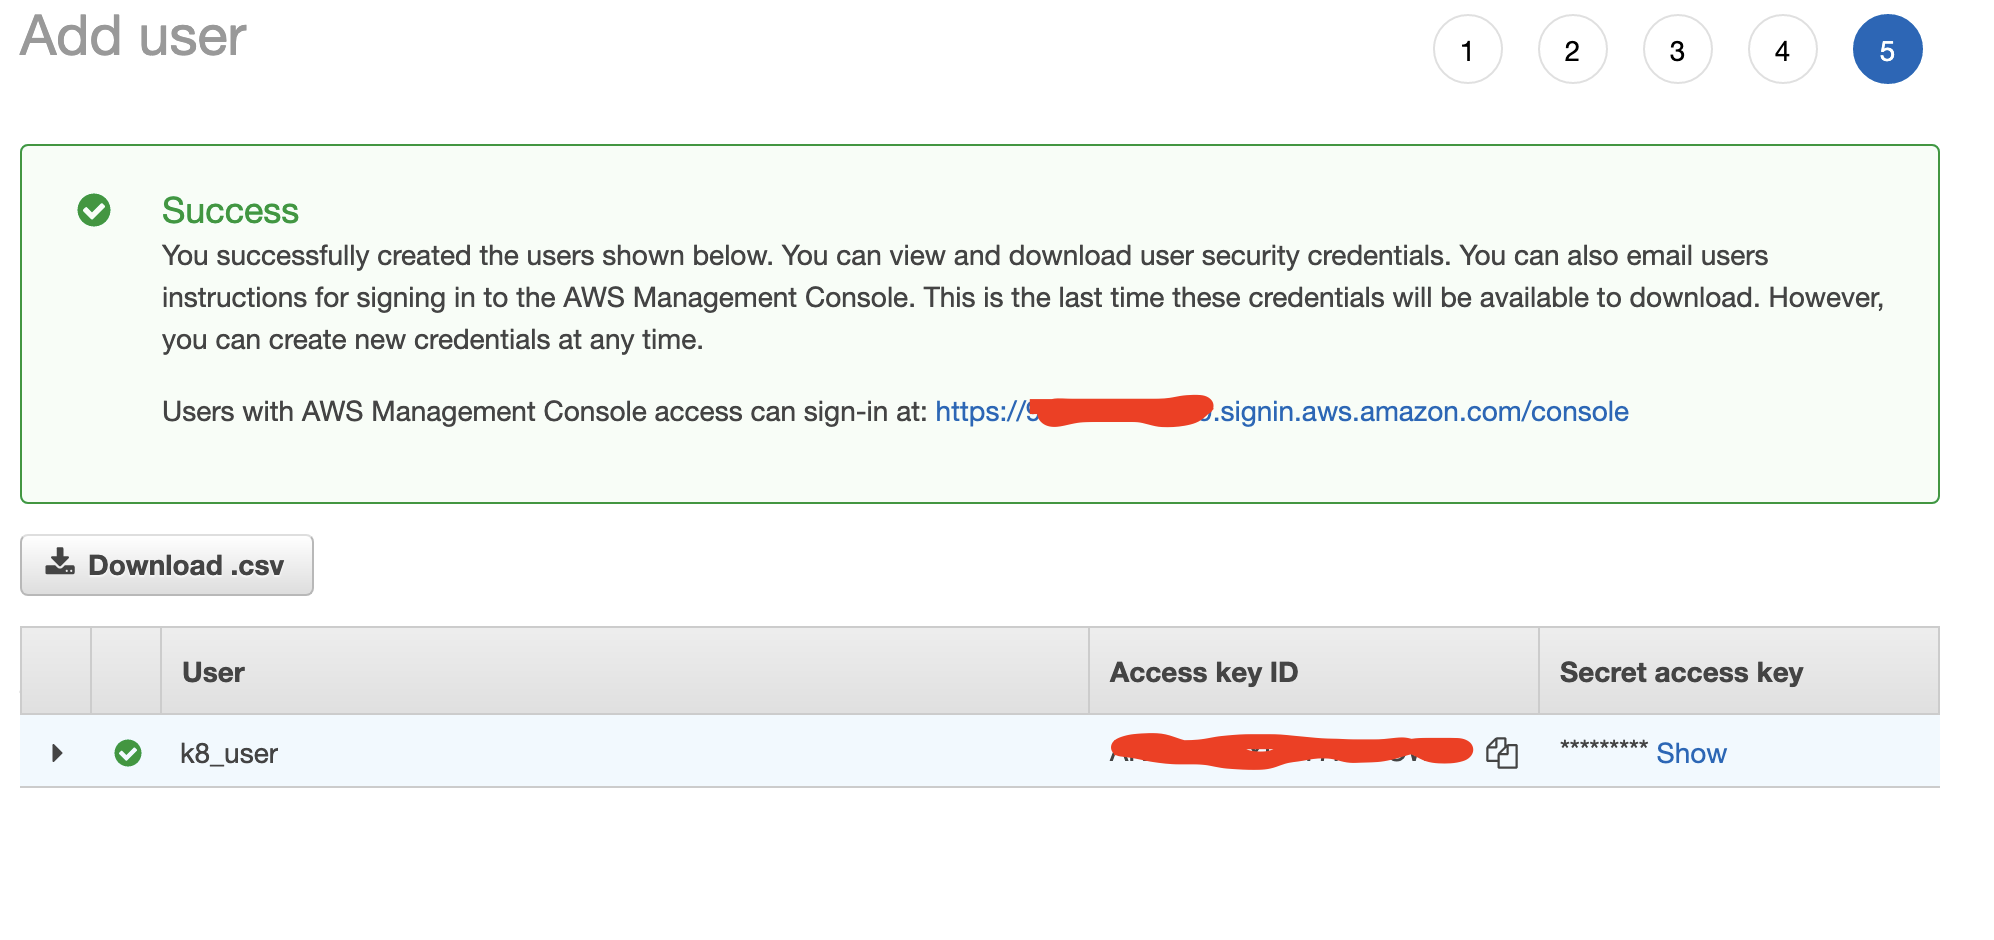 Add user
1 2 3 4 5
Success
You successfully created the users shown below. You can view and download user security credentials. You can also email users
instructions for signing in to the AWS Management Console. This is the last time these credentials will be available to download. However,
you can create new credentials at any time.
Users with AWS Management Console access can sign-in at: https://9 .signin.aws.amazon.com/console
Download .csv
User Access key ID Secret access key
k8_user ********* Show